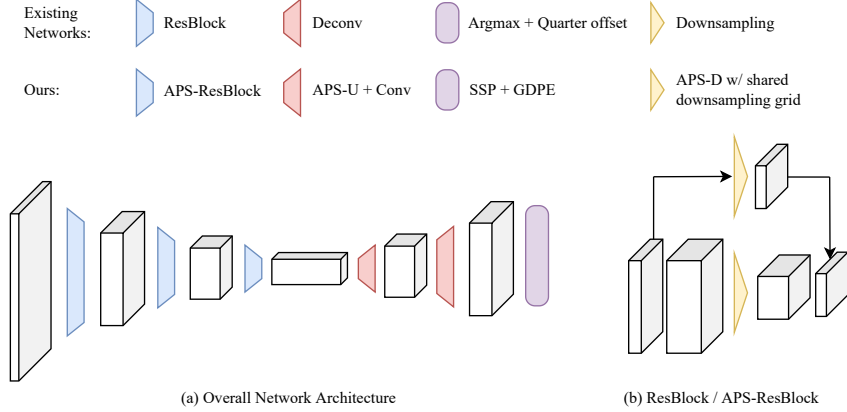 Existing
Networks:
ResBlock
Deconv
Argmax + Quarter offset
Downsampling
Ours:
APS-ResBlock
APS-U + Conv
SSP + GDPE
APS-D w/ shared
downsampling grid
(a) Overall Network Architecture
(b) ResBlock / APS-ResBlock